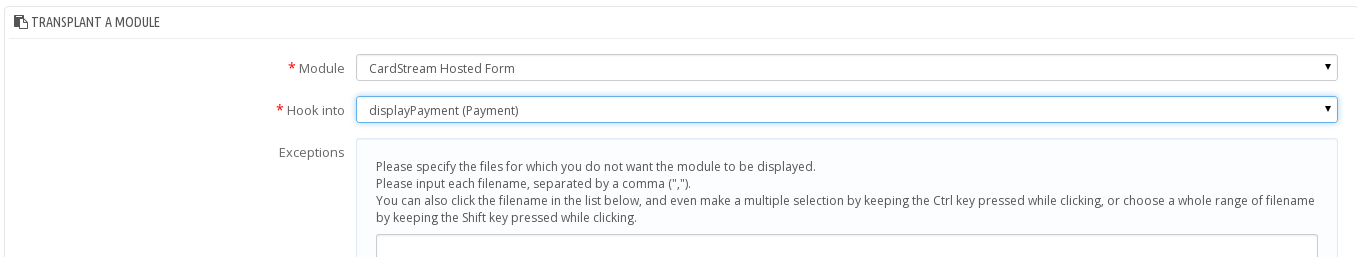 TRANSPLANT A MODULE
* Module
CardStream Hosted Form
* Hook into
displayPayment (Payment)
Exceptions
Please specify the files for which you do not want the module to be displayed.
Please input each filename, separated by a comma (",").
You can also click the filename in the list below, and even make a multiple selection by keeping the Ctrl key pressed while clicking, or choose a whole range of filename
by keeping the Shift key pressed while clicking.